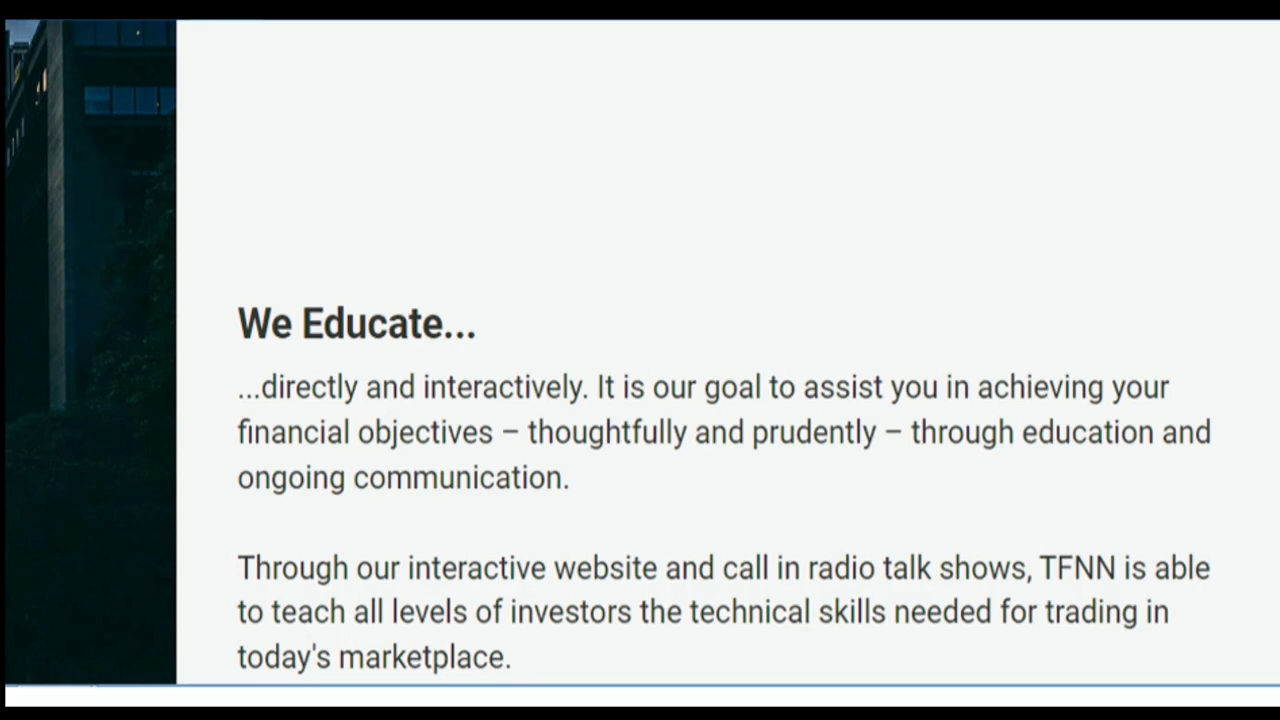 We Educate...
...directly and interactively. It is our goal to assist you in achieving your
financial objectives – thoughtfully and prudently – through education and
ongoing communication.
Through our interactive website and call in radio talk shows, TFNN is able
to teach all levels of investors the technical skills needed for trading in
today's marketplace.